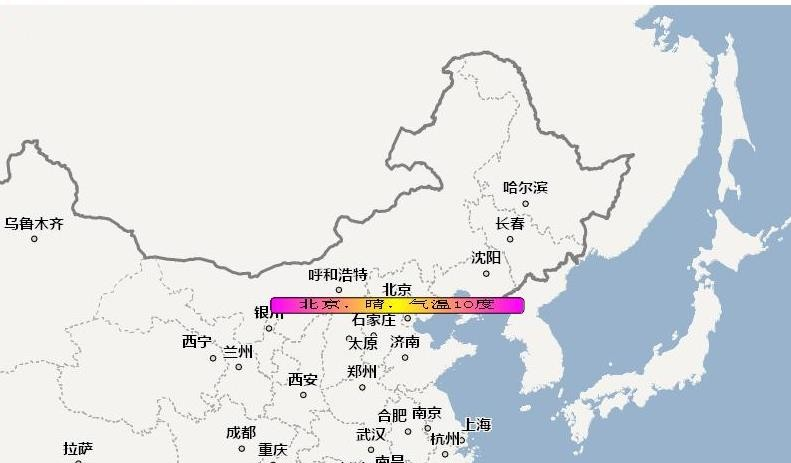 哈尔滨
乌鲁木齐
长春
沈阳
呼和浩特
北京
北京，晴，气温10度
银川
石家庄
西宁
兰州
太原
济南
西安
郑州
合肥
南京
上海
成都
武汉
杭州
拉萨
重庆
南昌